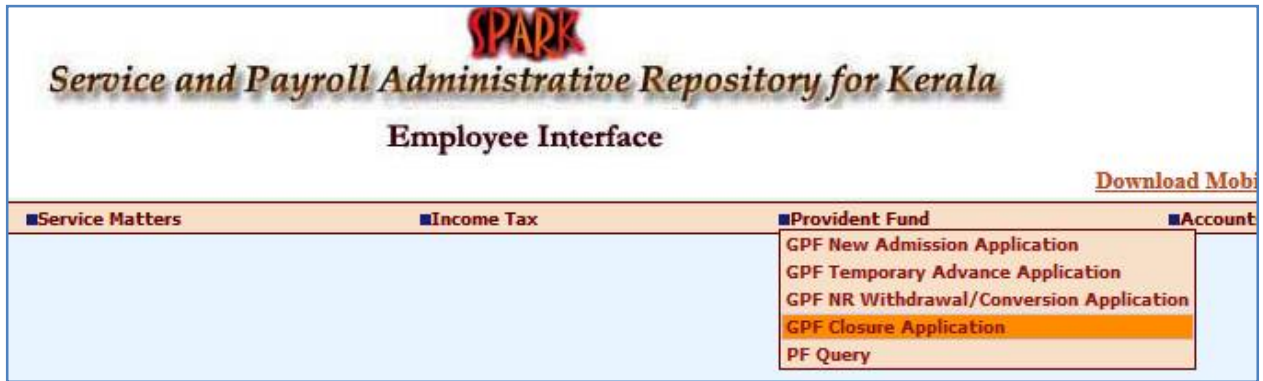 SPARK
Service and Payroll Administrative Repository for Kerala
Employee Interface
Download Mobi
Service Matters Income Tax Provident Fund Account
GPF New Admission Application
GPF Temporary Advance Application
GPF NR Withdrawal/Conversion Application
GPF Closure Application
PF Query